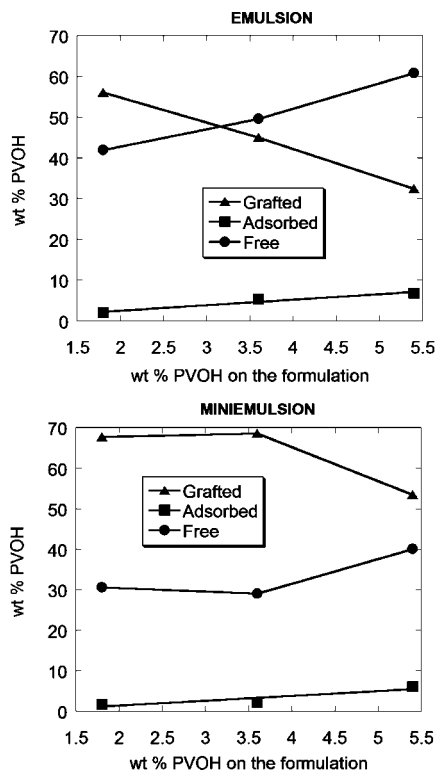 EMULSION
70
60
50
40
30
20
10
0
wt % PVOH
Grafted
Adsorbed
Free
1.5 2 2.5 3 3.5 4 4.5 5 5.5
wt % PVOH on the formulation
MINIEMULSION
70
60
50
40
30
20
10
0
wt % PVOH
Grafted
Adsorbed
Free
1.5 2 2.5 3 3.5 4 4.5 5 5.5
wt % PVOH on the formulation